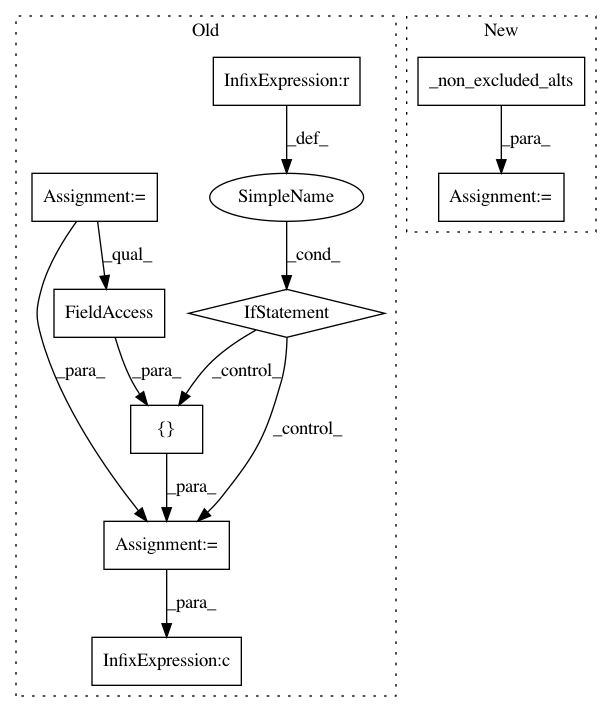 Old
New
InfixExpression:r
_non_excluded_alts
_def_
_para_
Assignment:=
SimpleName
Assignment:=
_qual_
_cond_
FieldAccess
IfStatement
_para_
_para_
_control_
{}
_control_
_para_
Assignment:=
_para_
InfixExpression:c